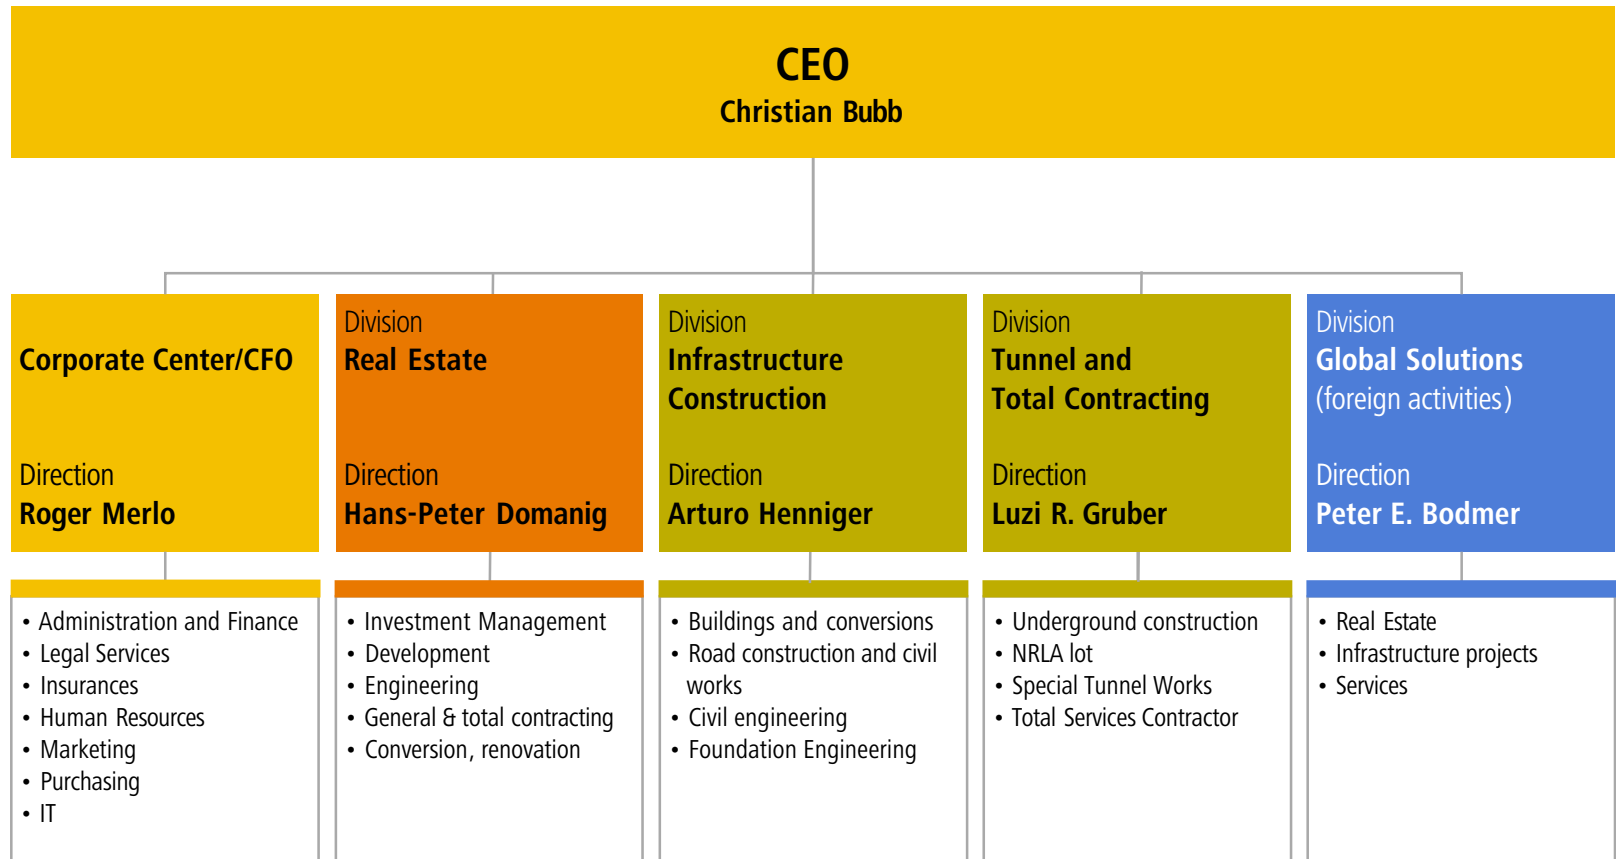 CEO
Christian Bubb
Corporate Center/CFO
Direction
Roger Merlo
• Administration and Finance
• Legal Services
• Insurances
• Human Resources
• Marketing
• Purchasing
• IT
Division
Real Estate
Direction
Hans-Peter Domanig
• Investment Management
• Development
• Engineering
• General & total contracting
• Conversion, renovation
Division
Infrastructure
Construction
Direction
Arturo Henniger
• Buildings and conversions
• Road construction and civil
works
• Civil engineering
• Foundation Engineering
Division
Tunnel and
Total Contracting
Direction
Luzi R. Gruber
• Underground construction
• NRLA lot
• Special Tunnel Works
• Total Services Contractor
Division
Global Solutions
(foreign activities)
Direction
Peter E. Bodmer
• Real Estate
• Infrastructure projects
• Services